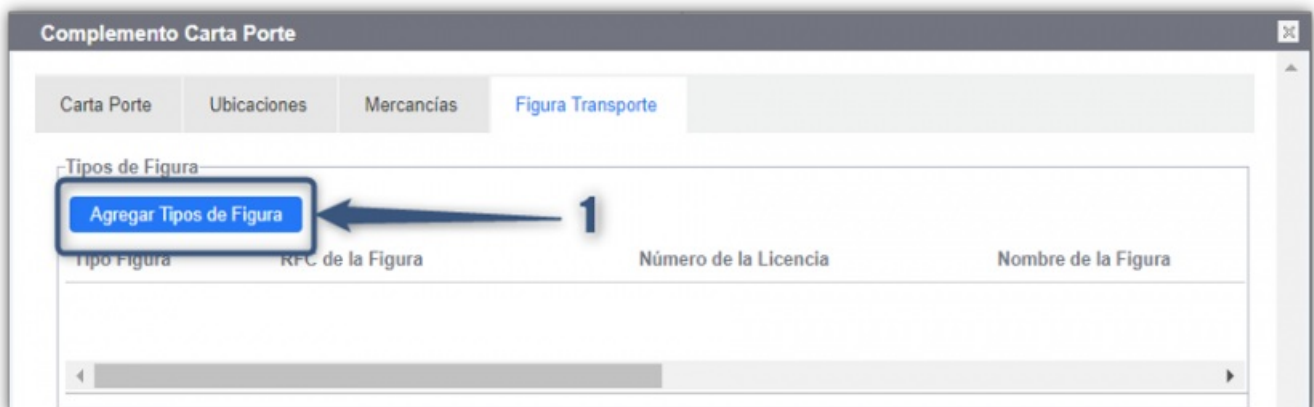 Complemento Carta Porte
Carta Porte Ubicaciones Mercancías Figura Transporte
Tipos de Figura
Agregar Tipos de Figura 1
Tipo Figura RFC de la Figura Número de la Licencia Nombre de la Figura